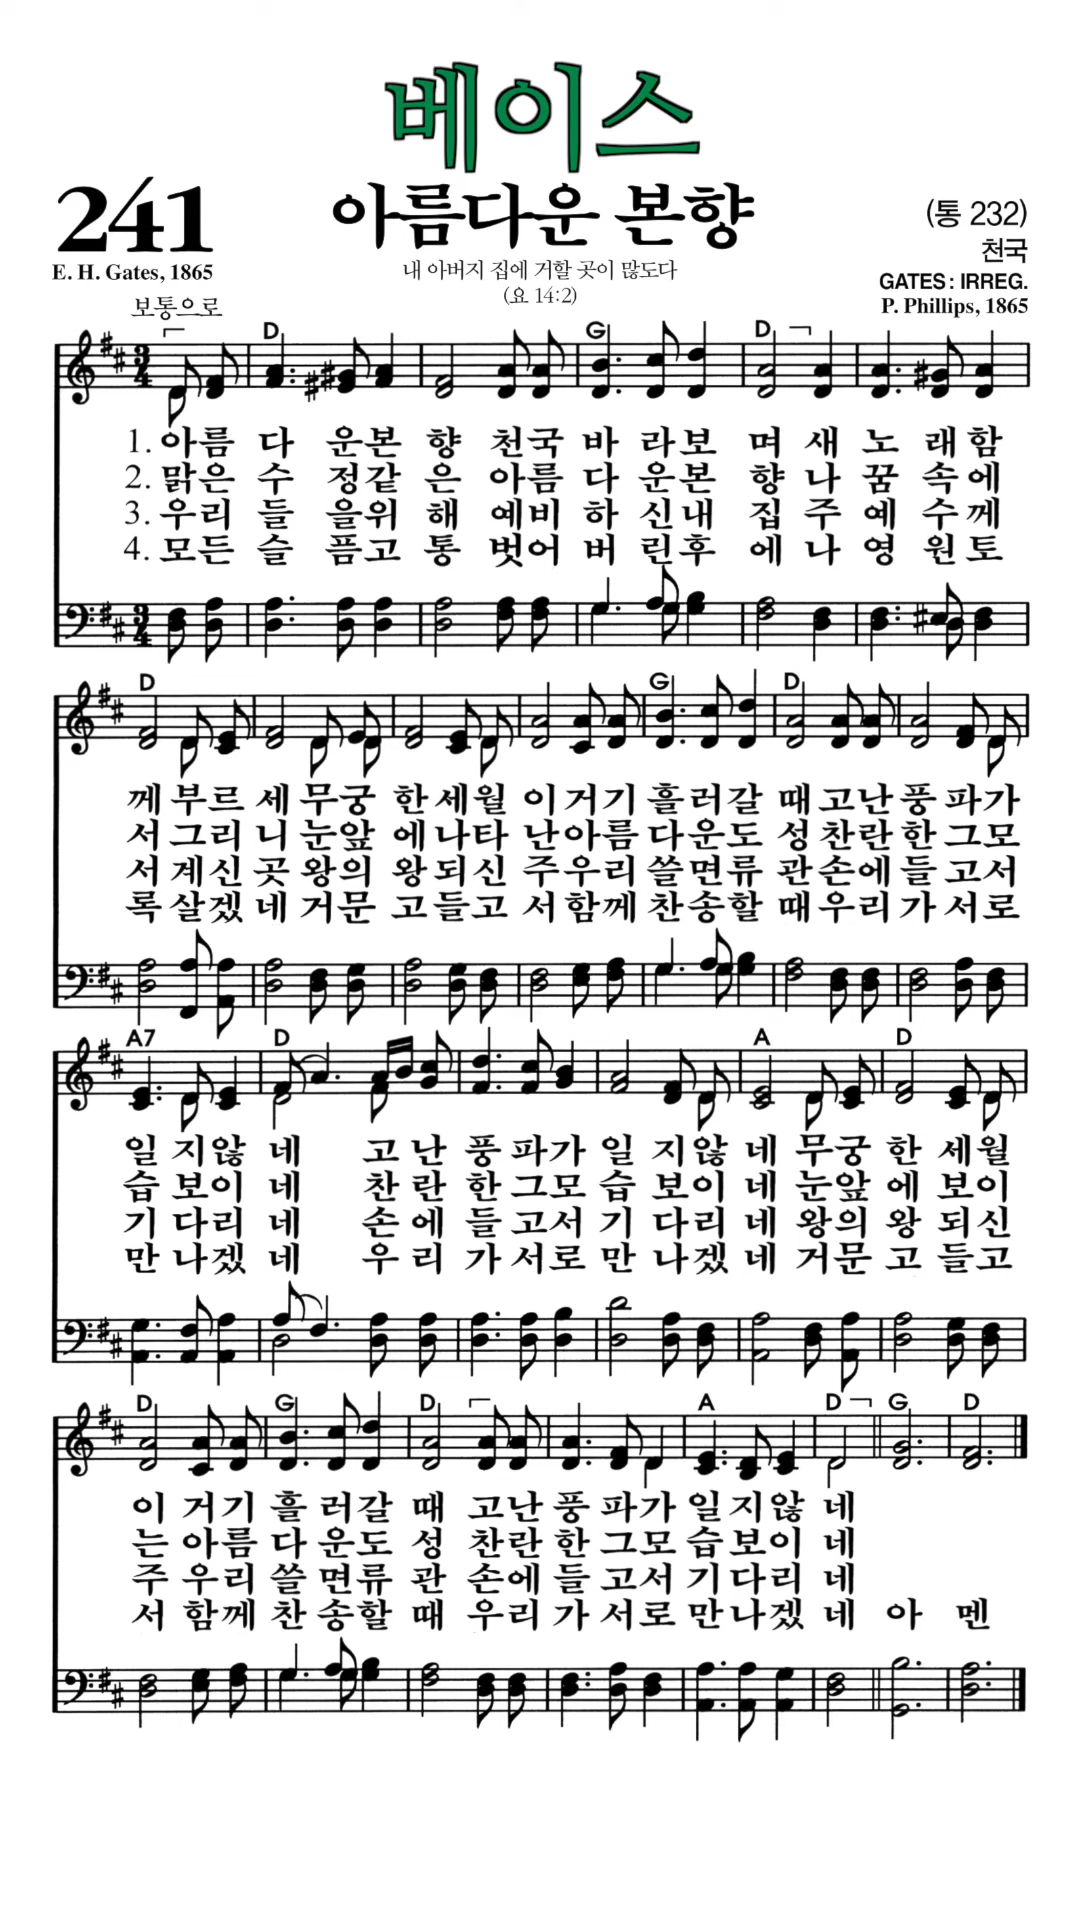 베이스
241 아름다운 본향 (통 232)
천국
E. H. Gates, 1865 내 아버지 집에 거할 곳이 많도다 GATES : IRREG.
(요 14:2) P. Phillips, 1865
보통으로
D G D
3 4
1. 아름 다 운본 향 천국 바 라보 며 새 노 래 함
2. 맑은 수 정같 은 아름 다 운본 향 나 꿈 속 에
3. 우리 들 을위 해 예비 하 신내 집 주 예 수 께
4. 모든 슬 픔고 통 벗어 버 린후 에 나 영 원 토
3 4
D G D
께 부르 세 무궁 한 세월 이 거기 흘러갈 때 고난 풍 파가
서 그리 니 눈앞 에 나타 난 아름 다운도 성 찬란 한 그모
서 계신 곳 왕의 왕 되신 주 우리 쓸면류 관 손에 들 고서
록 살겠 네 거문 고 들고 서 함께 찬송할 때 우리 가 서로
A7 D A D
일 지않 네 고 난 풍 파가 일 지않 네 무궁 한 세월
습 보이 네 찬 란 한 그모 습 보이 네 눈앞 에 보이
기 다리 네 손 에 들 고서 기 다리 네 왕의 왕 되신
만 나겠 네 우 리 가 서로 만 나겠 네 거문 고 들고
D G D A D G D
이 거기 흘 러갈 때 고난 풍 파가 일지않 네
는 아름 다 운도 성 찬란 한 그모 습보이 네
주 우리 쓸 면류 관 손에 들 고서 기다리 네
서 함께 찬 송할 때 우리 가 서로 만나겠 네 아 멘